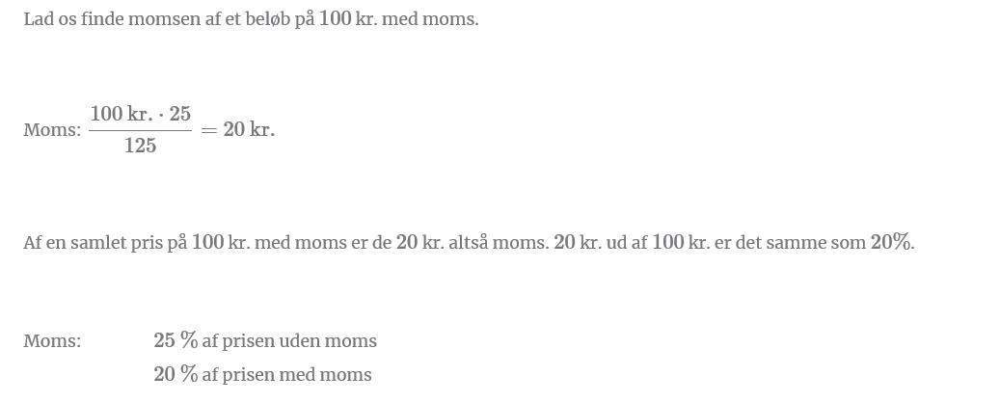 Lad os finde momsen af et beløb på 100 kr. med moms.
Moms: \frac{100 kr. · 25}{125} = 20 kr.
Af en samlet pris på 100 kr. med moms er de 20 kr. altså moms. 20 kr. ud af 100 kr. er det samme som 20%.
Moms: 25 % af prisen uden moms
20 % af prisen med moms